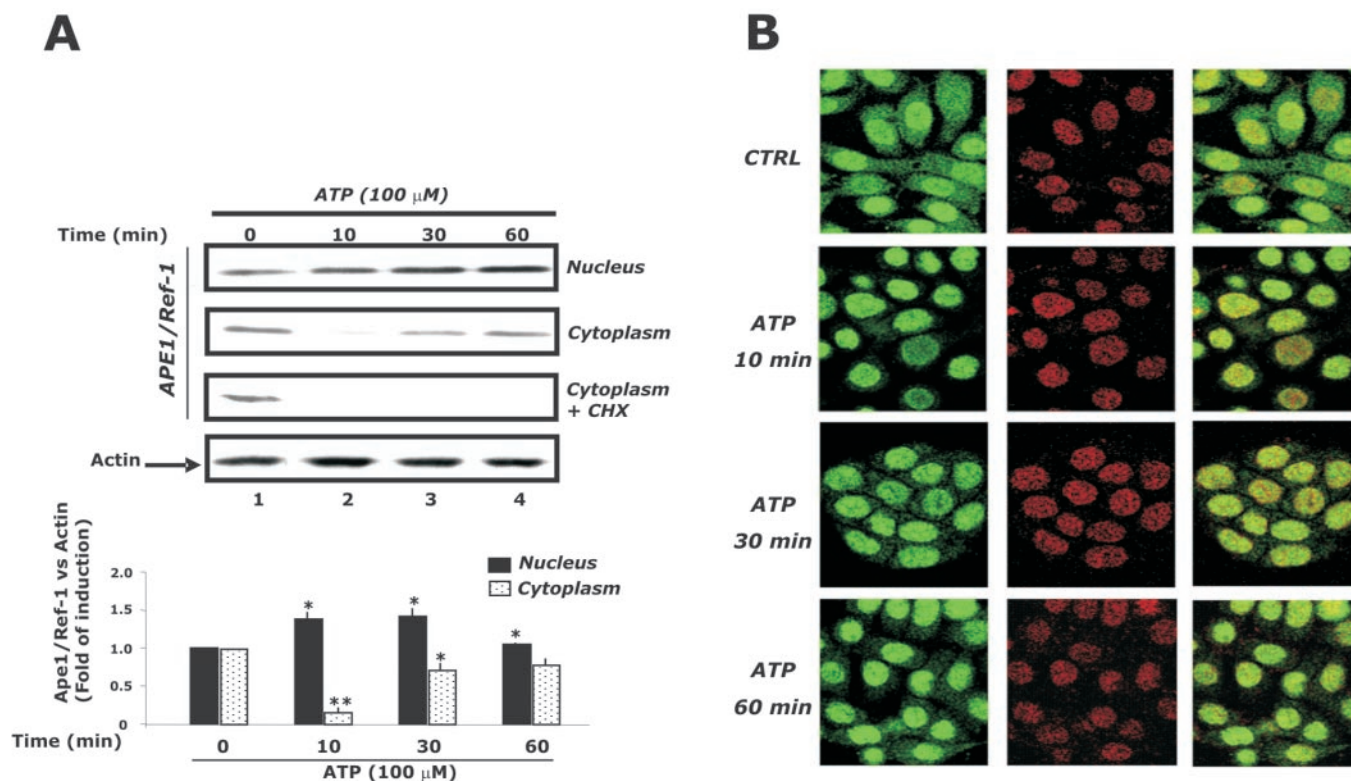 A
ATP (100 μM)
Time (min) 0 10 30 60
APE1/Ref-1
Nucleus
Cytoplasm
Cytoplasm
+ CHX
Actin
1 2 3 4
Ape1/Ref-1 vs Actin
(Fold of induction)
2.0
1.5
1.0
0.5
0
Nucleus
Cytoplasm
* ** * * *
Time (min) 0 10 30 60
ATP (100 μM)
B
CTRL
ATP
10 min
ATP
30 min
ATP
60 min